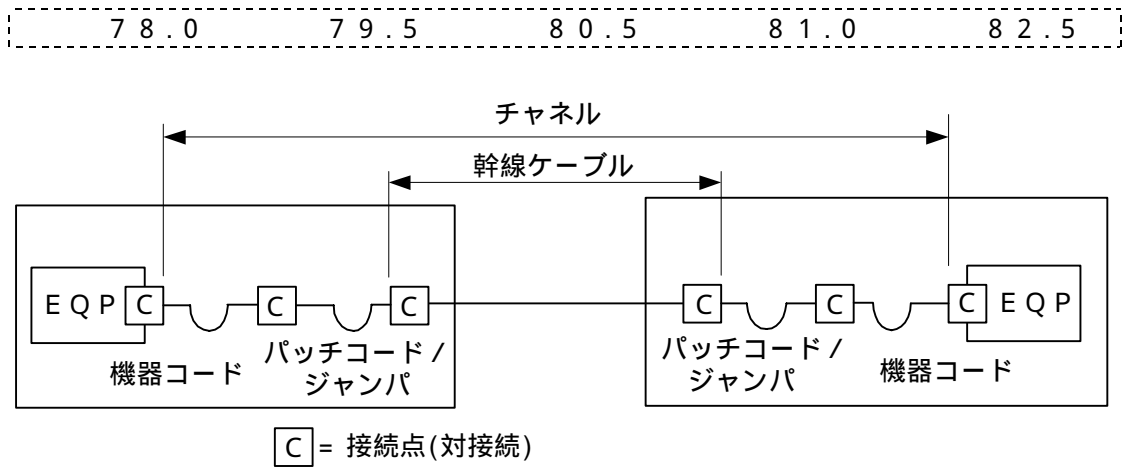 78.0 79.5 80.5 81.0 82.5
チャネル
幹線ケーブル
EQP C C C C C C EQP
機器コード パッチコード/ パッチコード/ 機器コード
ジャンパ ジャンパ
C = 接続点(対接続)